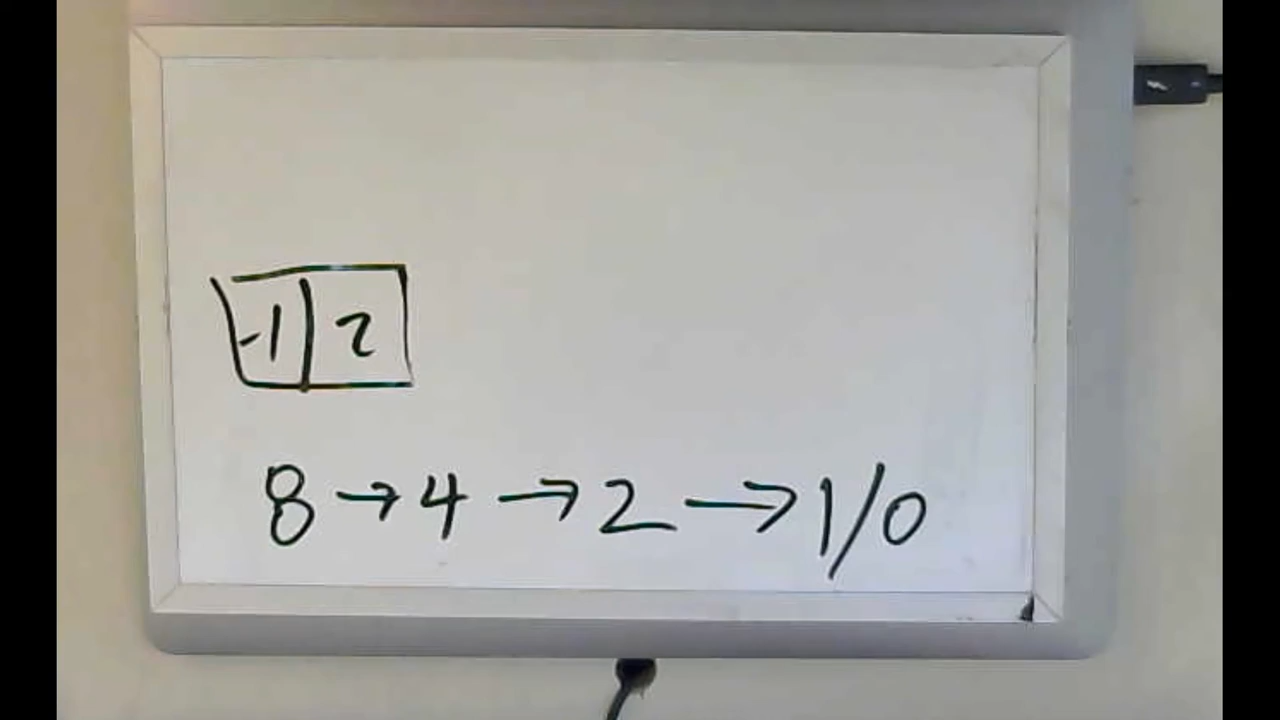 -1 2
8 → 4 → 2 → 1/0